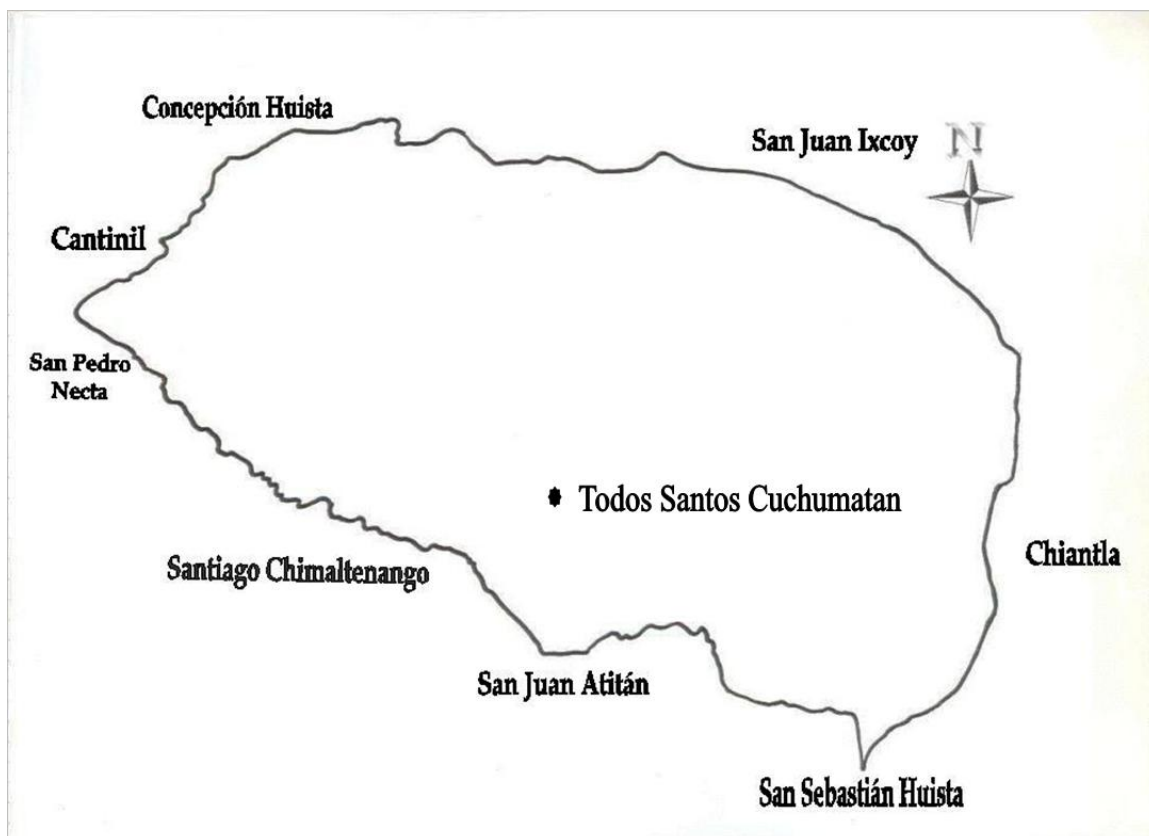 Concepción Huista
San Juan Ixcoy
N
Cantinil
San Pedro
Necta
Todos Santos Cuchumatan
Chiantla
Santiago Chimaltenango
San Juan Atitán
San Sebastián Huista